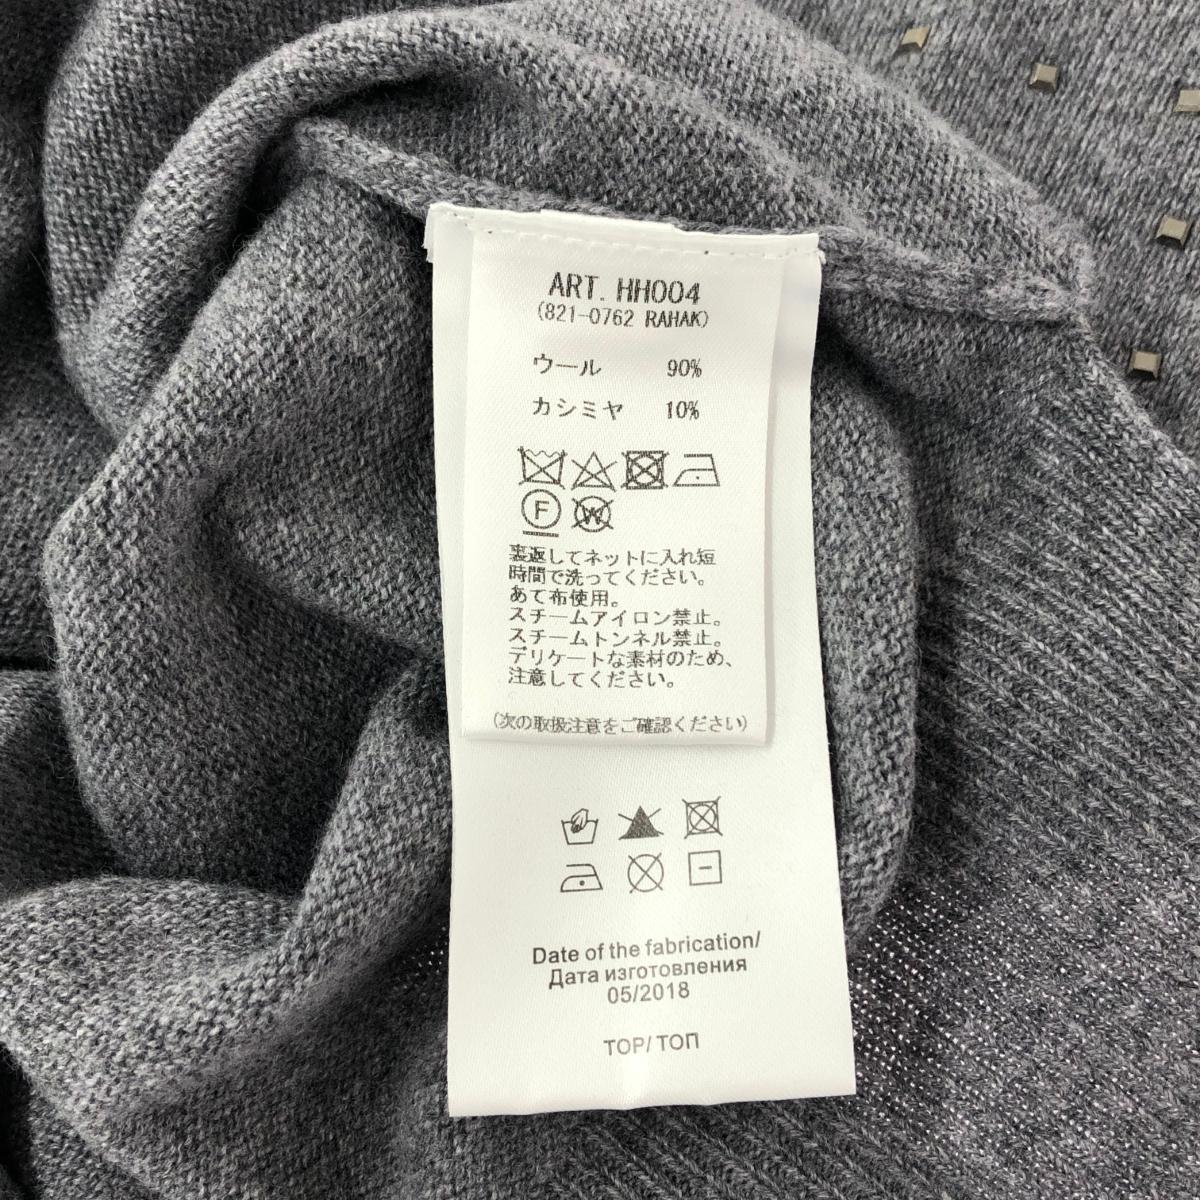 ART. HH004
(821-0762 RAHAK)
ウール 90%
カシミヤ 10%
F
W
裏返してネットに入れ短
時間で洗ってください。
あて布使用。
スチームアイロン禁止。
スチームトンネル禁止。
デリケートな素材のため、
注意してください。
(次の取扱注意をご確認ください)
Date of the fabrication/
Дата изготовления
05/2018
TOP/ ТОП